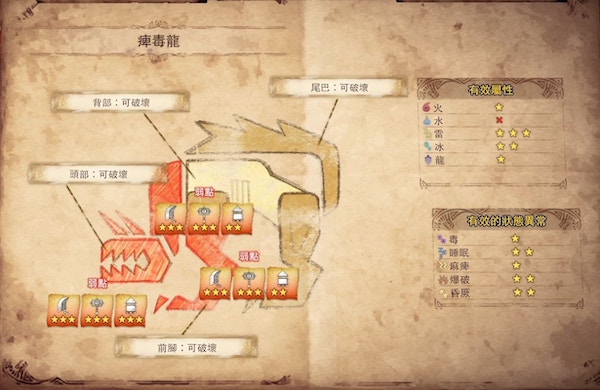 痺毒龍
尾巴：可破壞
背部：可破壞
頭部：可破壞
弱點
弱點
弱點
前腳：可破壞
有效屬性
火
水
雷
冰
龍
有效的狀態異常
毒
睡眠
麻痺
爆破
昏厥